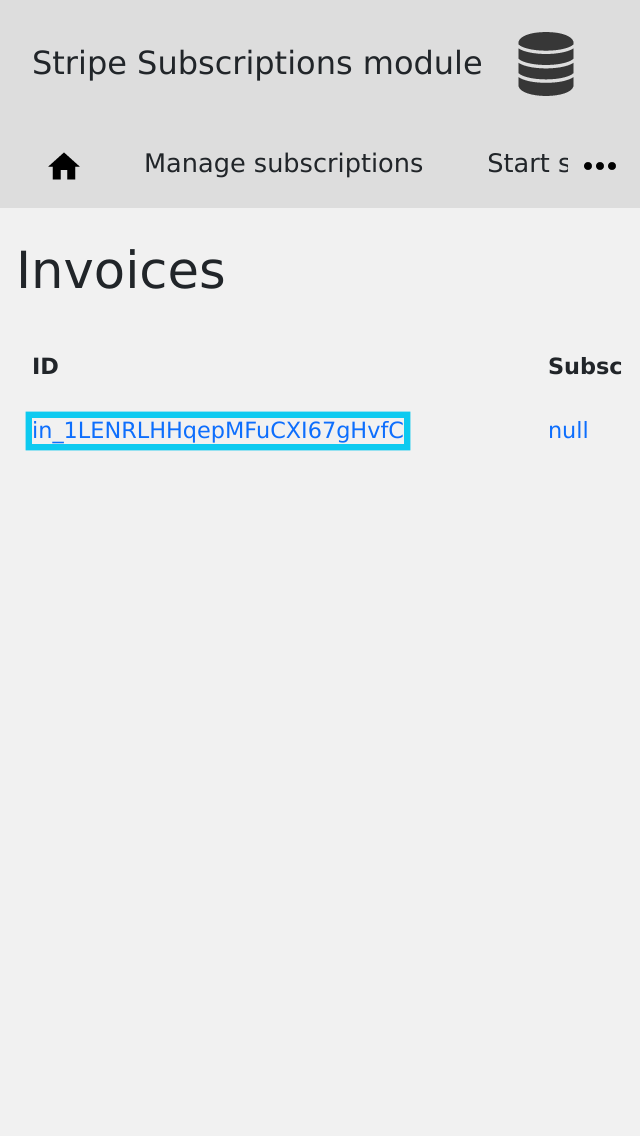 Stripe Subscriptions module
Manage subscriptions Start s
Invoices
ID Subsc
in_1LENRLHHqepMFuCXI67gHvfC null